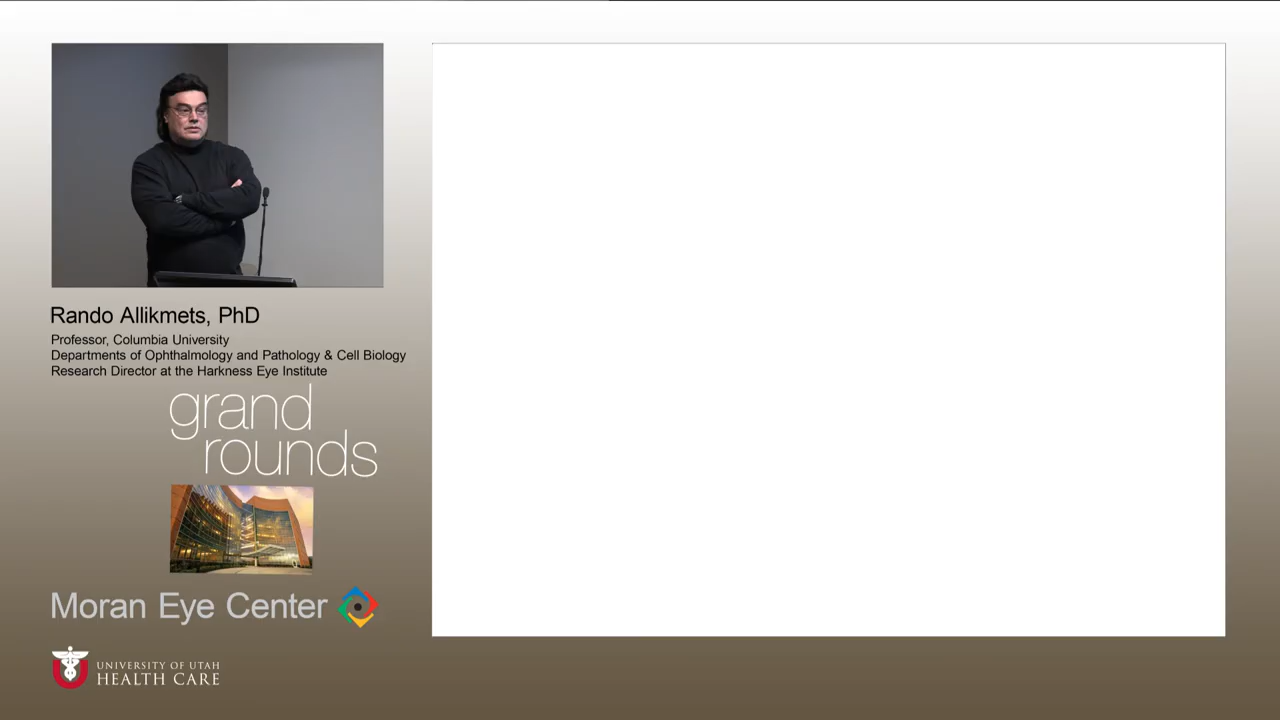 Rando Allikmets, PhD
Professor, Columbia University
Departments of Ophthalmology and Pathology & Cell Biology
Research Director at the Harkness Eye Institute
grand
rounds
Moran Eye Center
UNIVERSITY OF UTAH
HEALTH CARE